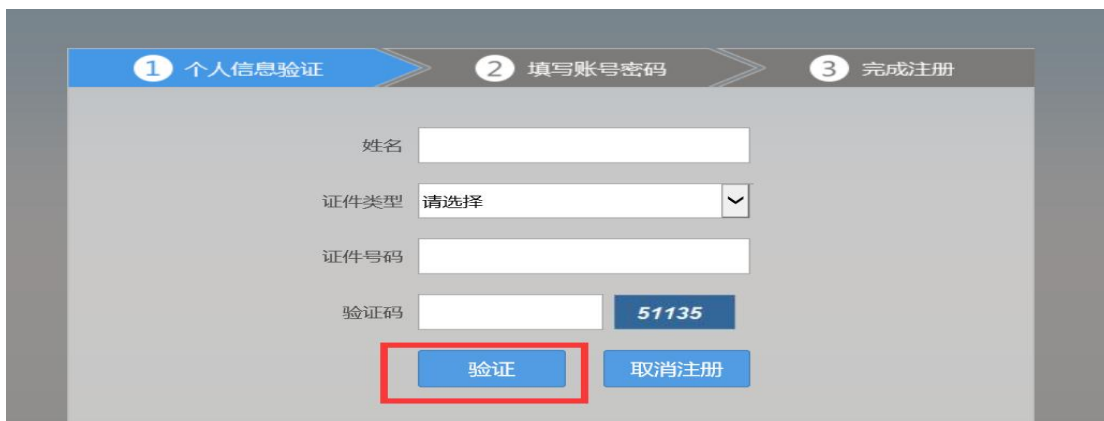 1 个人信息验证 2 填写账号密码 3 完成注册
姓名
证件类型 请选择
证件号码
验证码 51135
验证 取消注册